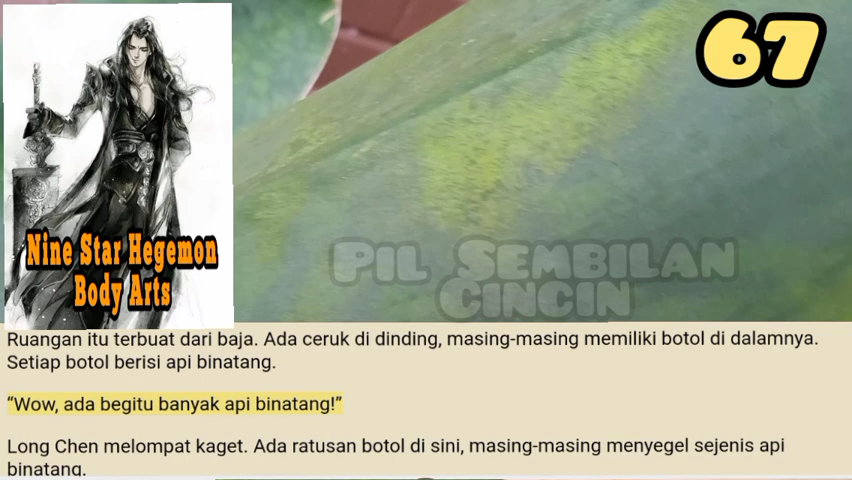 67
Nine Star Hegemon
Body Arts
PIL SEMBILAN
CINCIN
Ruangan itu terbuat dari baja. Ada ceruk di dinding, masing-masing memiliki botol di dalamnya.
Setiap botol berisi api binatang.
“Wow, ada begitu banyak api binatang!”
Long Chen melompat kaget. Ada ratusan botol di sini, masing-masing menyegel sejenis api
binatang.